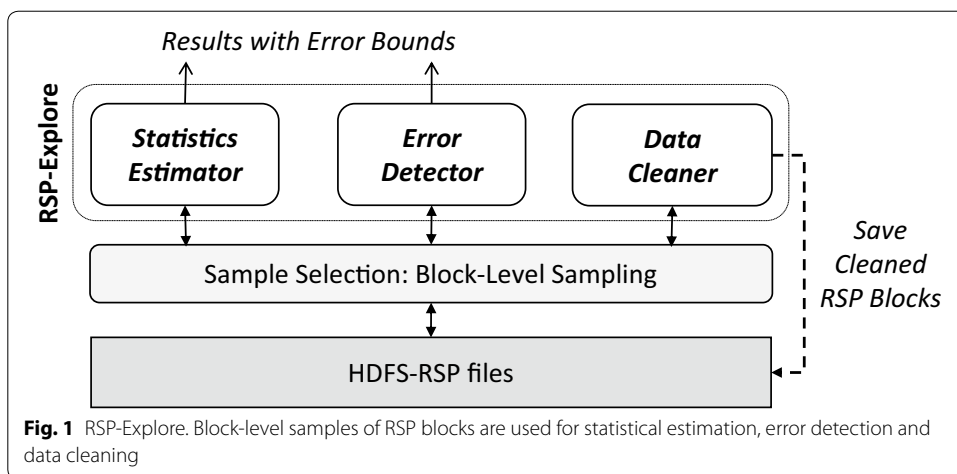 Results with Error Bounds
RSP-Explore
Statistics
Estimator
Error
Detector
Data
Cleaner
Sample Selection: Block-Level Sampling
Save
Cleaned
RSP Blocks
HDFS-RSP files
Fig. 1 RSP-Explore. Block-level samples of RSP blocks are used for statistical estimation, error detection and
data cleaning